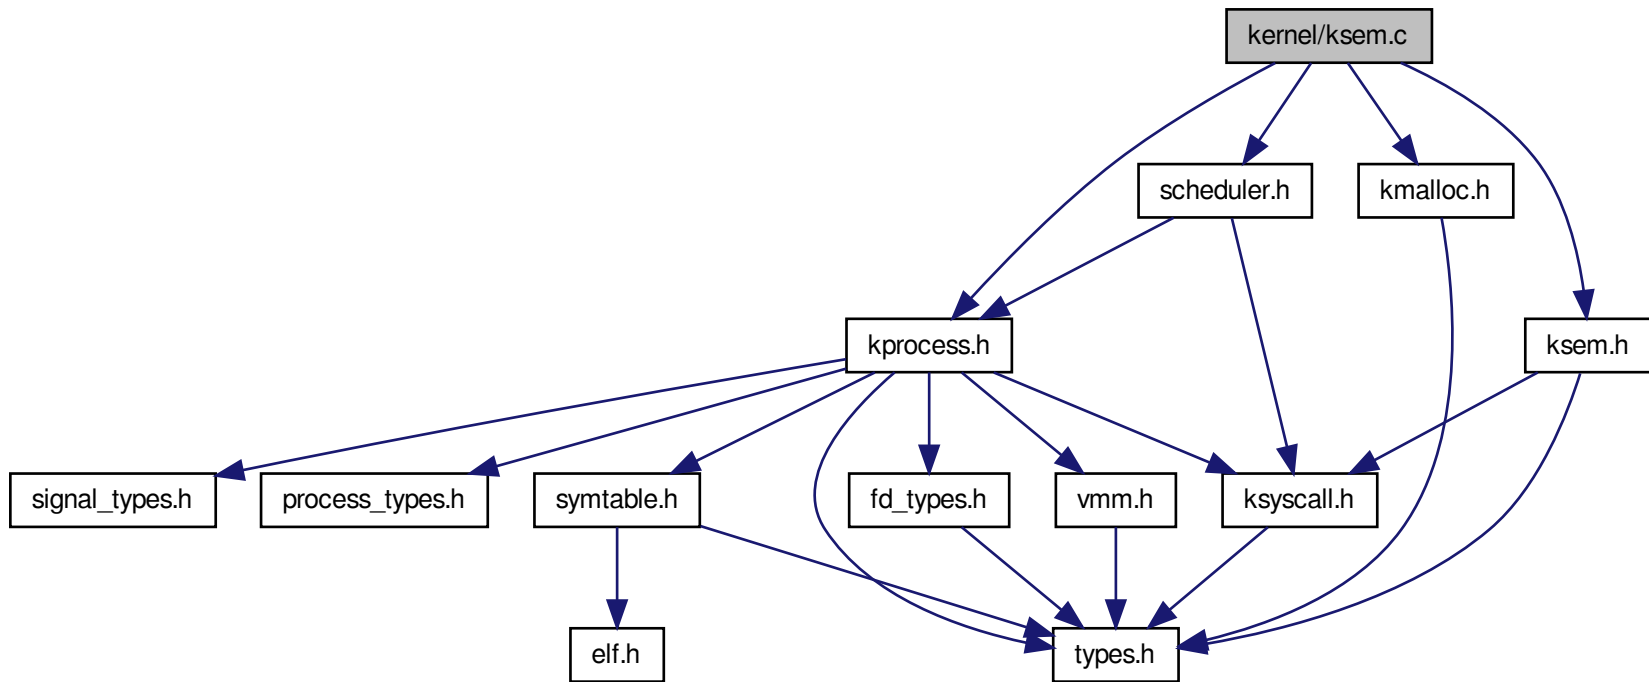 kernel/ksem.c
scheduler.h
kmalloc.h
kprocess.h
ksem.h
signal_types.h
process_types.h
symtable.h
fd_types.h
vmm.h
ksyscall.h
elf.h
types.h